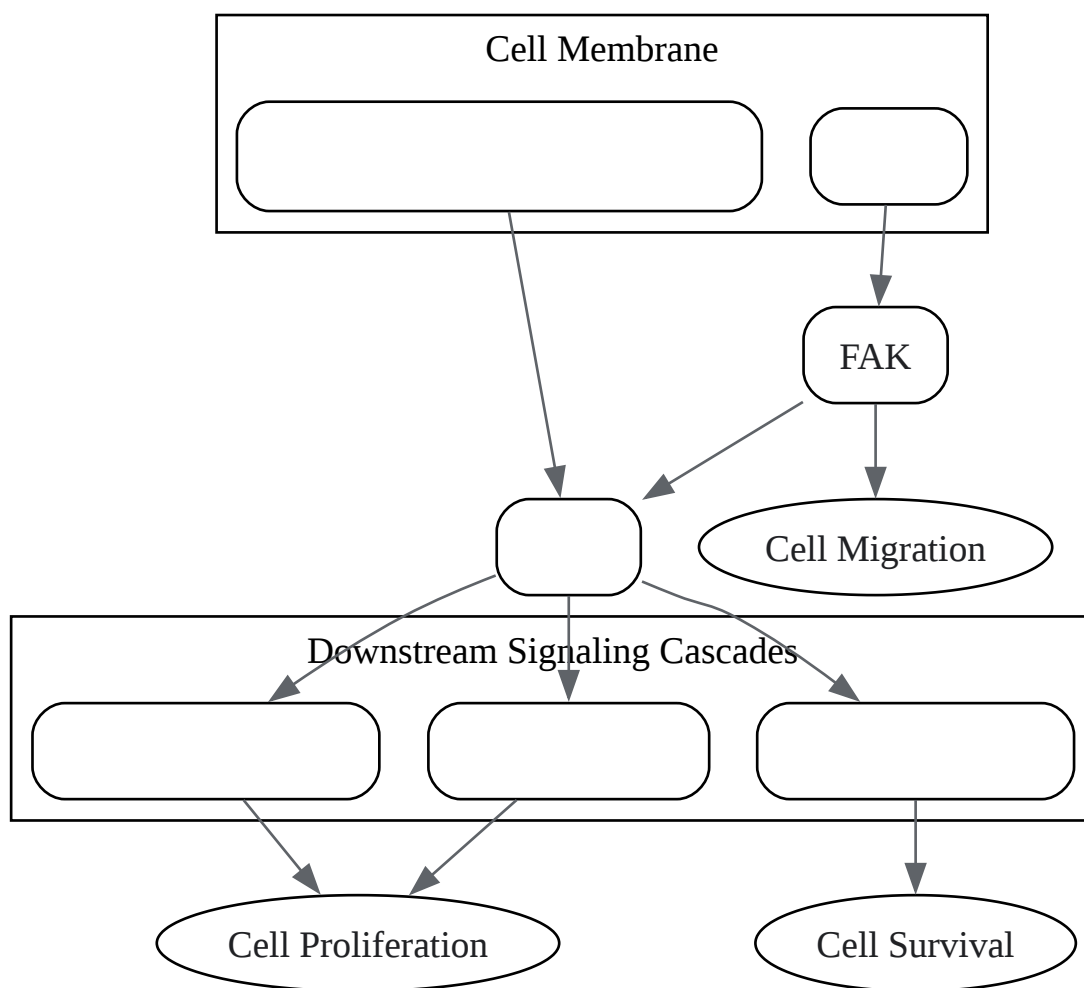 Cell Membrane
FAK
Cell Migration
Downstream Signaling Cascades
Cell Proliferation
Cell Survival